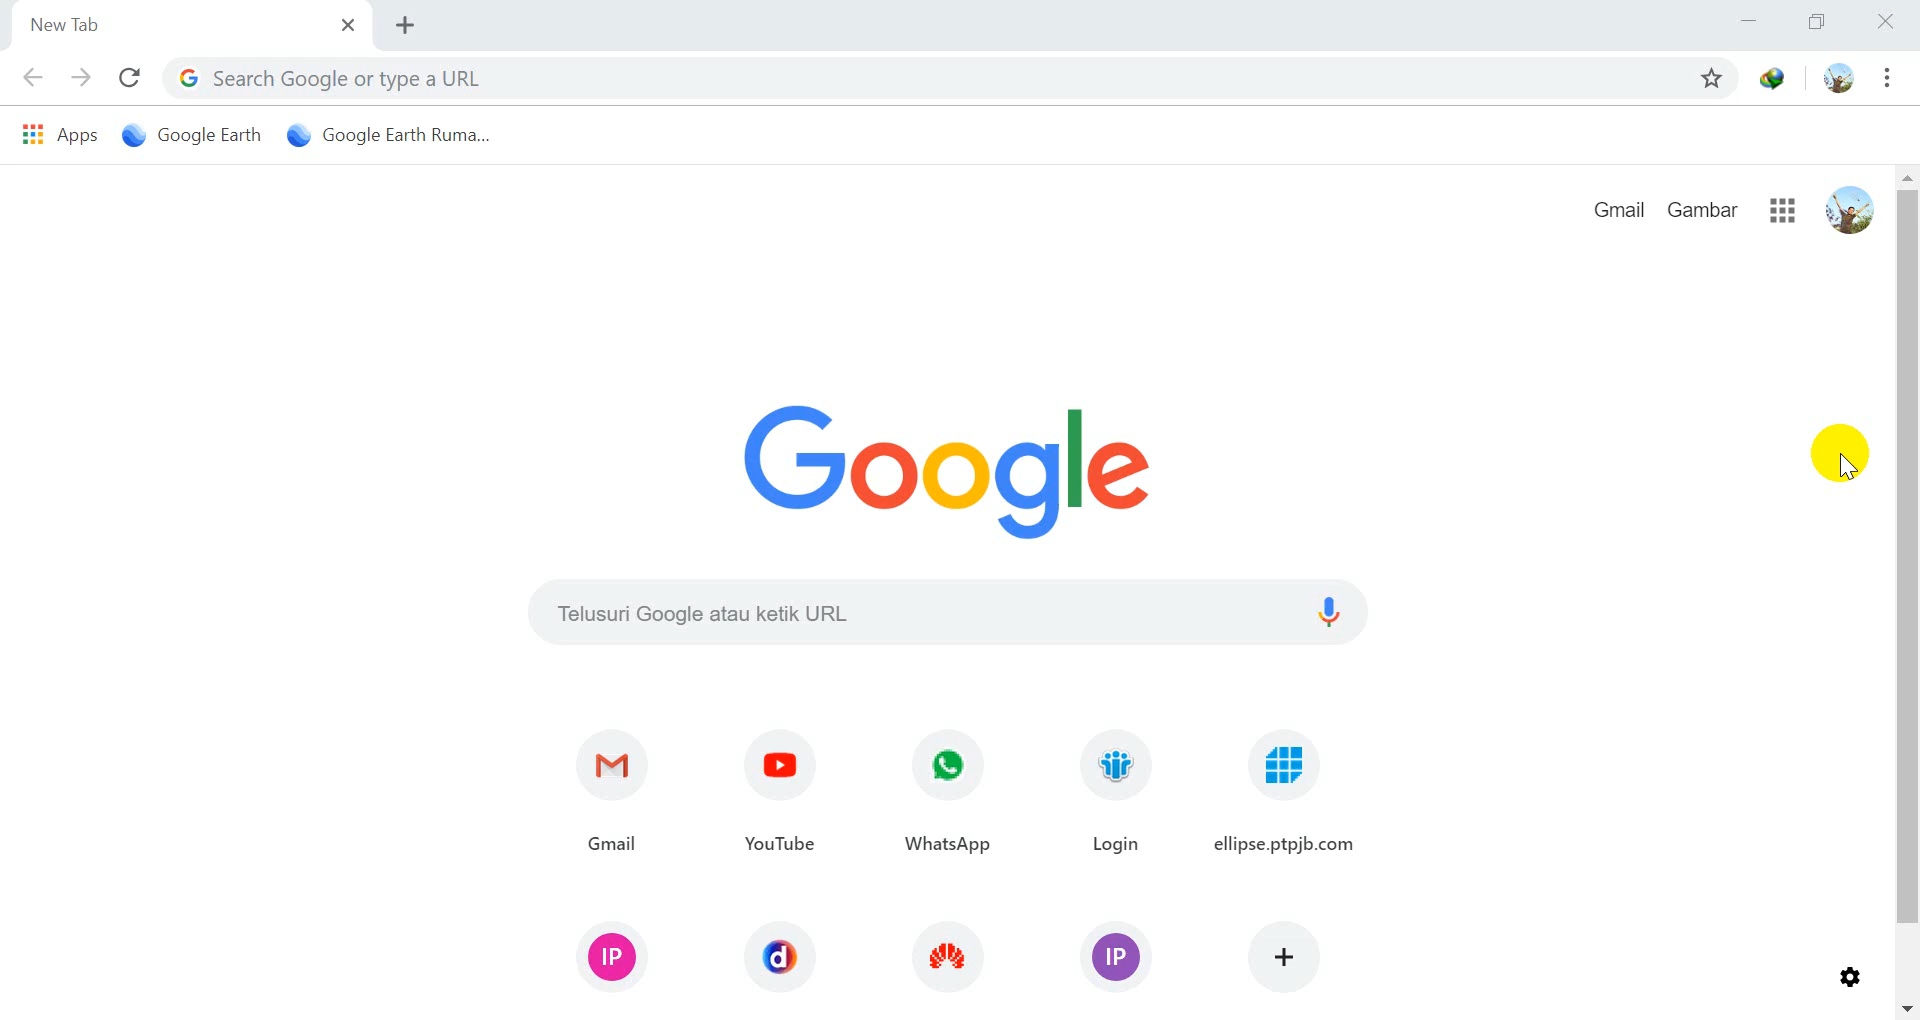 New Tab
Search Google or type a URL
Apps Google Earth Google Earth Ruma...
Gmail Gambar
Google
Telusuri Google atau ketik URL
Gmail YouTube WhatsApp Login ellipse.ptpjb.com
IP d IP